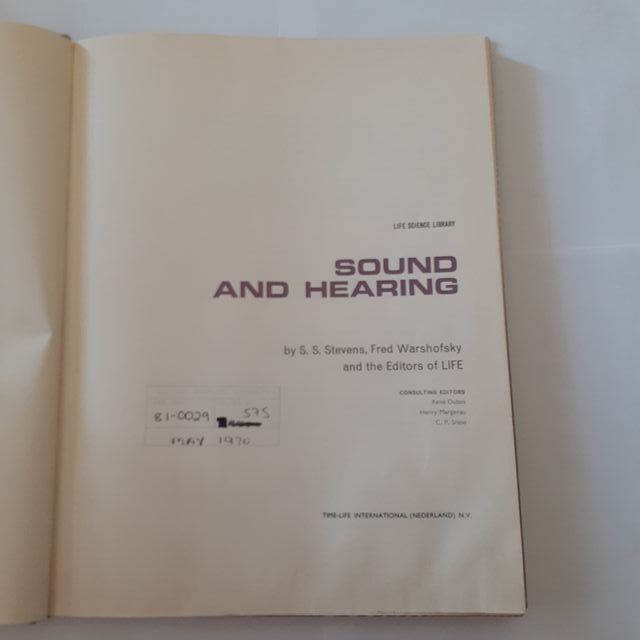 LIFE SCIENCE LIBRARY
SOUND
AND HEARING
by S. S. Stevens, Fred Warshofsky
and the Editors of LIFE
CONSULTING EDITORS
René Dubos
Henry Margenau
C. P. Snow
81-0029 575
MAY 1970
TIME-LIFE INTERNATIONAL (NEDERLAND) N.V.